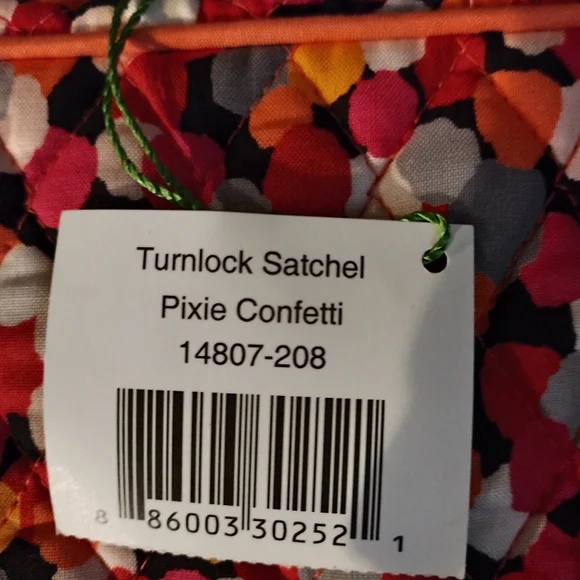 Turnlock Satchel
Pixie Confetti
14807-208
8 86003 30252 1